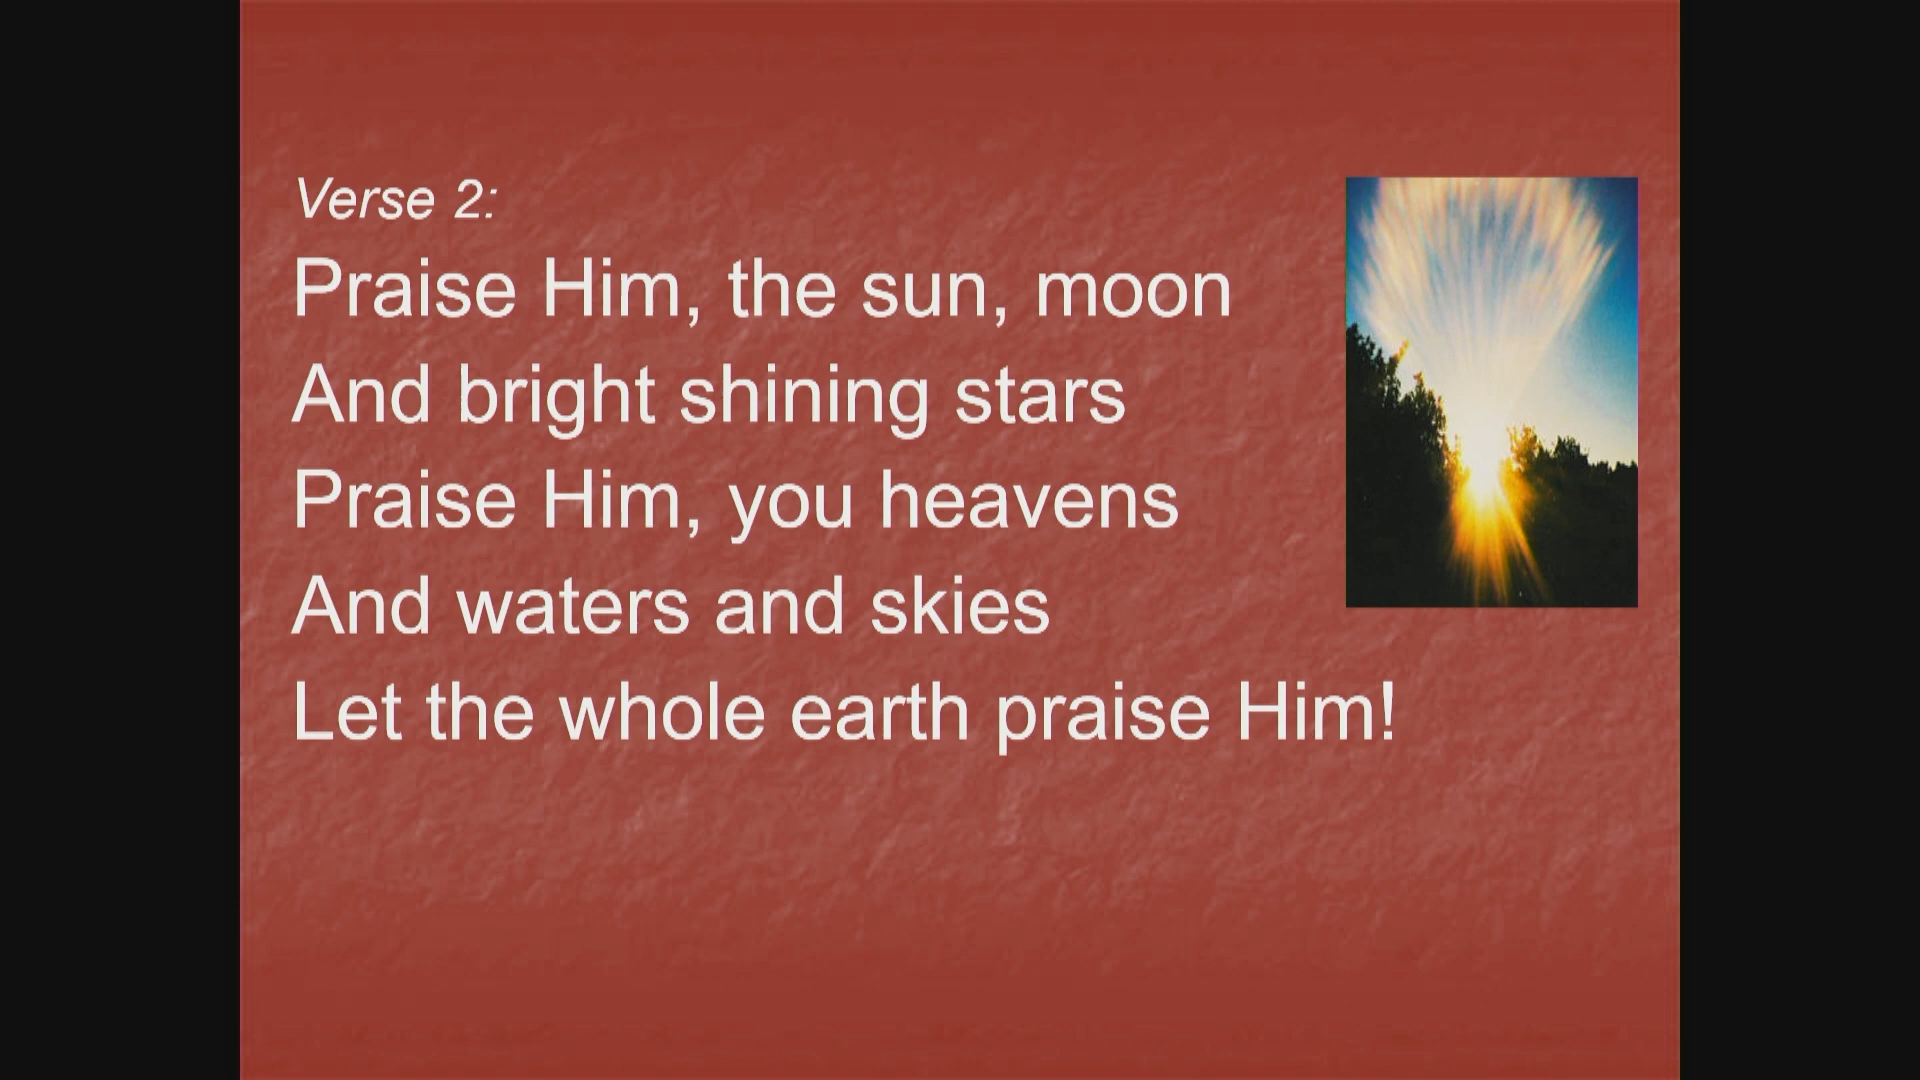 Verse 2:
Praise Him, the sun, moon
And bright shining stars
Praise Him, you heavens
And waters and skies
Let the whole earth praise Him!